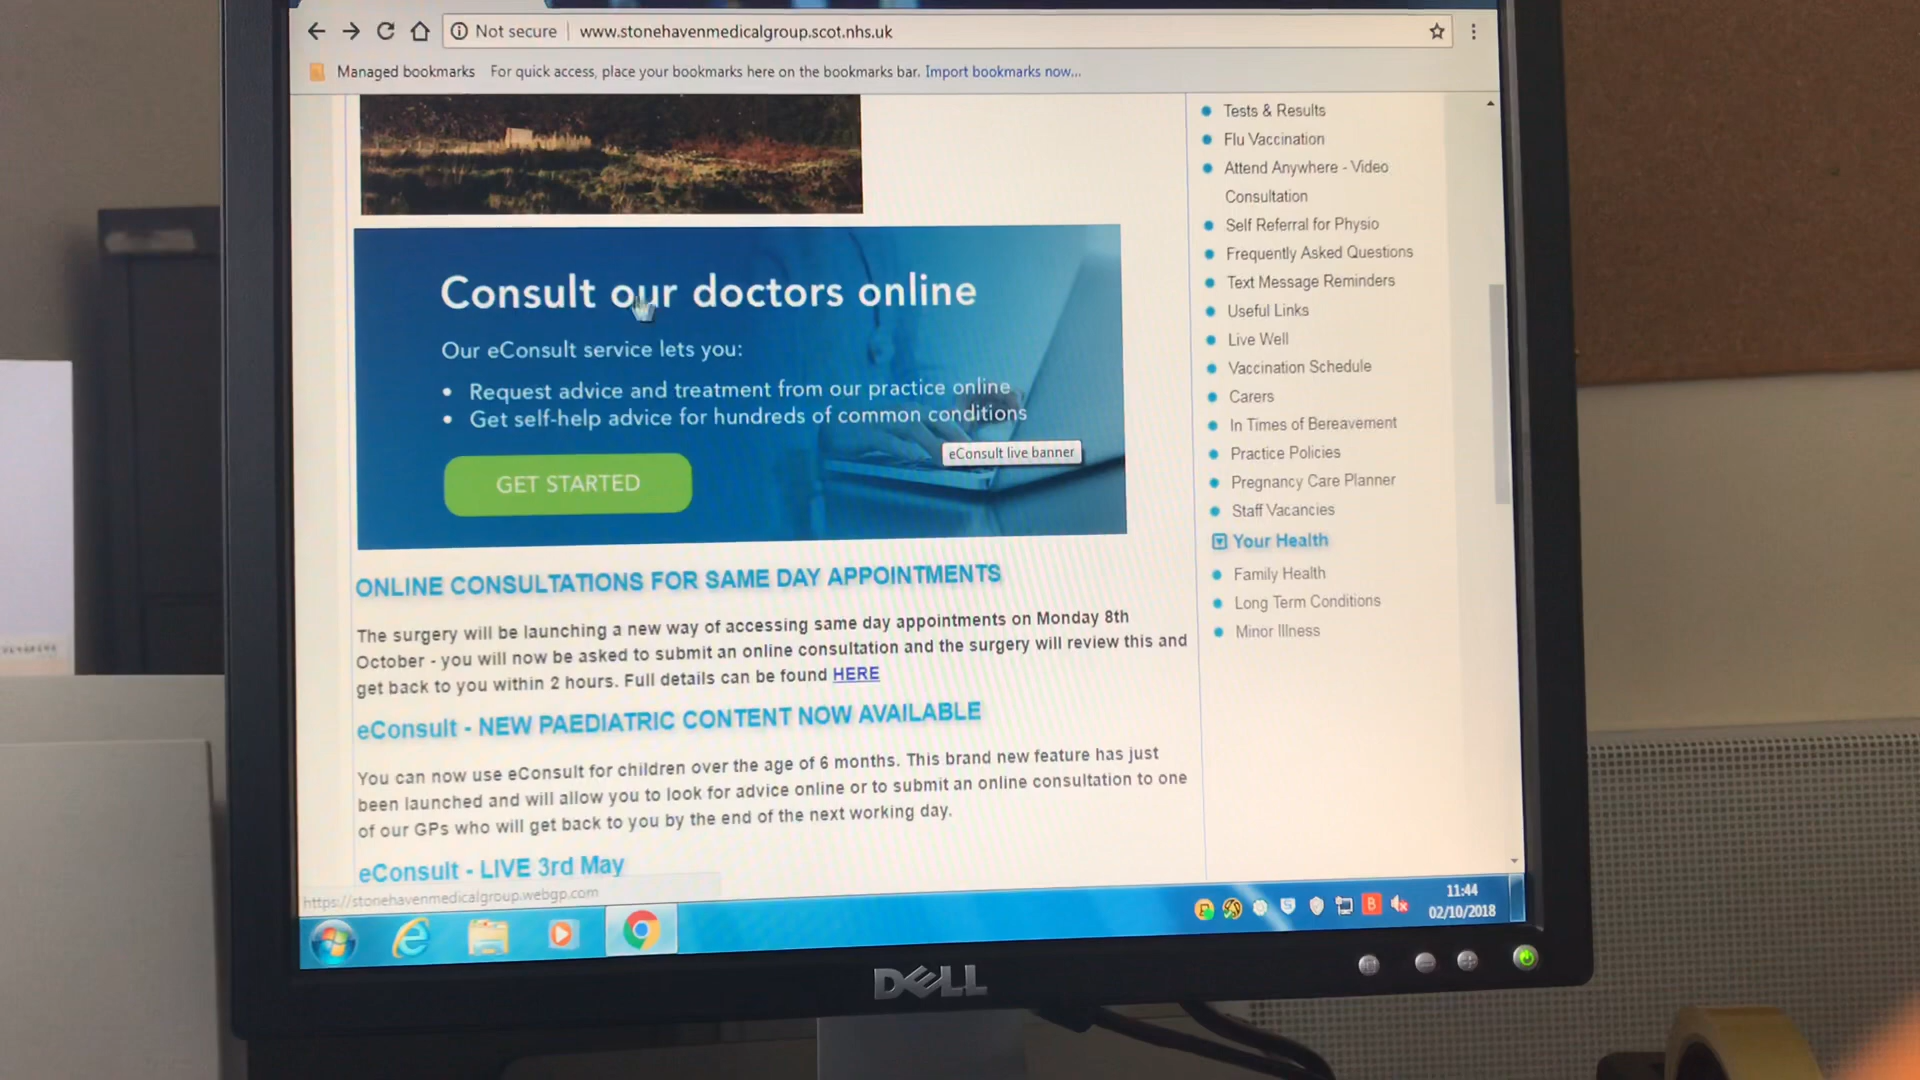 Not secure | www.stonehavenmedicalgroup.scot.nhs.uk
Managed bookmarks For quick access, place your bookmarks here on the bookmarks bar. Import bookmarks now...
Consult our doctors online
Our eConsult service lets you:
• Request advice and treatment from our practice online
• Get self-help advice for hundreds of common conditions
eConsult live banner
GET STARTED
ONLINE CONSULTATIONS FOR SAME DAY APPOINTMENTS
The surgery will be launching a new way of accessing same day appointments on Monday 8th
October - you will now be asked to submit an online consultation and the surgery will review this and
get back to you within 2 hours. Full details can be found HERE
eConsult - NEW PAEDIATRIC CONTENT NOW AVAILABLE
You can now use eConsult for children over the age of 6 months. This brand new feature has just
been launched and will allow you to look for advice online or to submit an online consultation to one
of our GPs who will get back to you by the end of the next working day.
eConsult - LIVE 3rd May
https://stonehavenmedicalgroup.webgp.com
Tests & Results
Flu Vaccination
Attend Anywhere - Video
Consultation
Self Referral for Physio
Frequently Asked Questions
Text Message Reminders
Useful Links
Live Well
Vaccination Schedule
Carers
In Times of Bereavement
Practice Policies
Pregnancy Care Planner
Staff Vacancies
Your Health
Family Health
Long Term Conditions
Minor Illness
B
11:44
02/10/2018
DELL